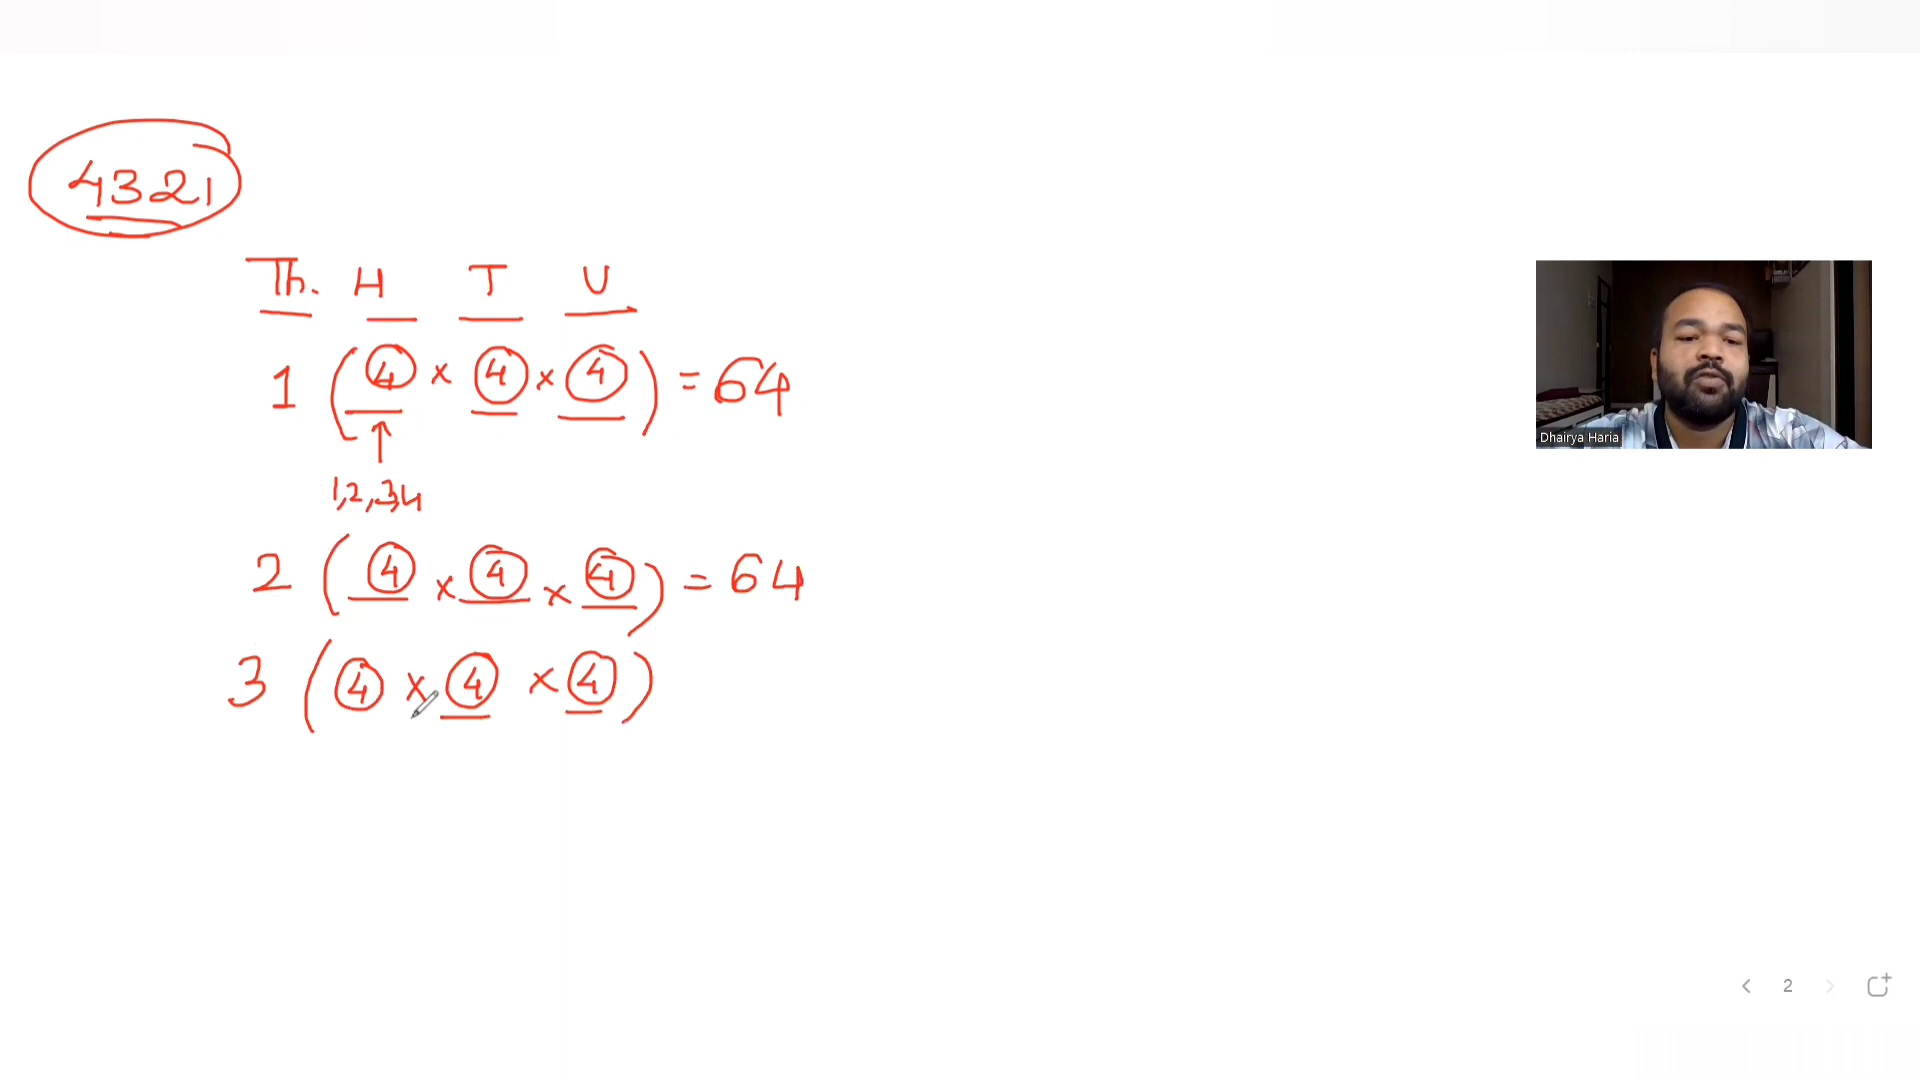 4321
Th. H T U
1 (4 × 4 × 4) = 64
1,2,3,4
2 (4 × 4 × 4) = 64
3 (4 × 4 × 4)
Dhairya Haria
2